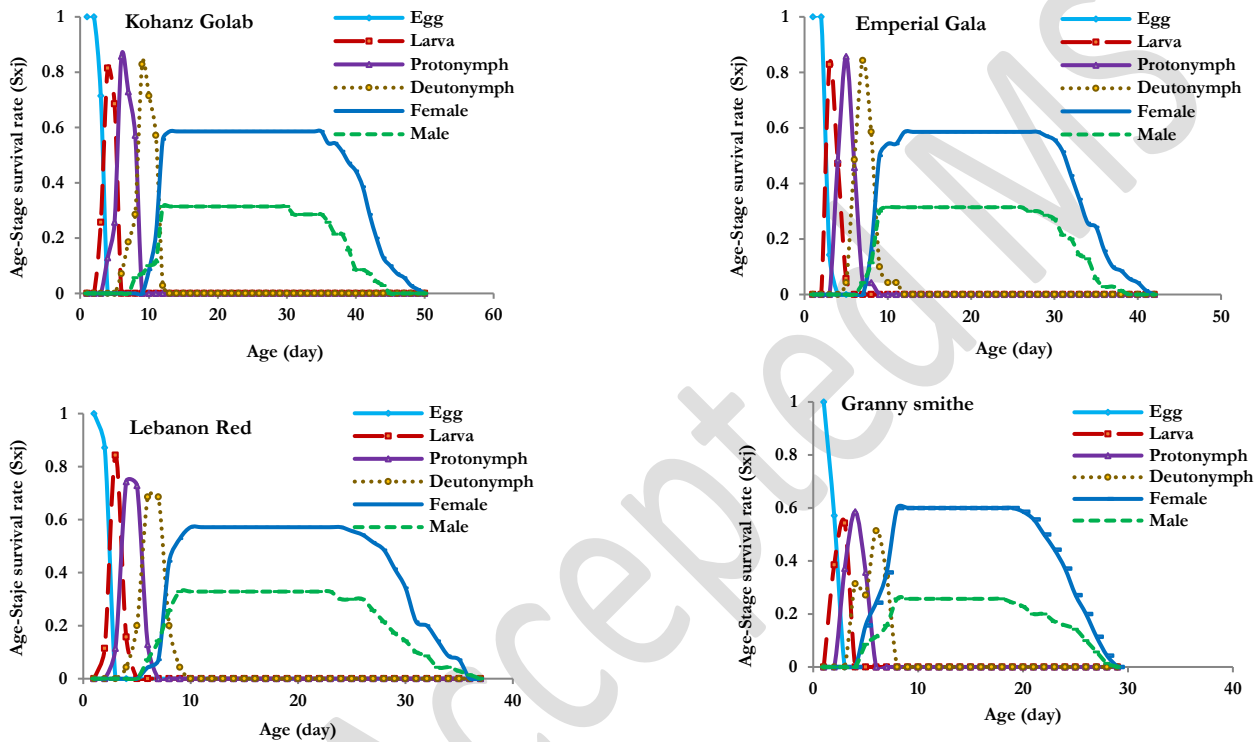 Kohanz Golab
Egg
Larva
Protonymph
Deutonymph
Female
Male
Age-Stage survival rate (Sxj)
1
0.8
0.6
0.4
0.2
0
0 10 20 30 40 50 60
Age (day)
Emperial Gala
Egg
Larva
Protonymph
Deutonymph
Female
Male
Age-Stage survival rate (Sxj)
1
0.8
0.6
0.4
0.2
0
0 10 20 30 40 50
Age (day)
Lebanon Red
Egg
Larva
Protonymph
Deutonymph
Female
Male
Age-Staje survival rate (Sxj)
1
0.8
0.6
0.4
0.2
0
0 10 20 30 40
Age (day)
Granny smithe
Egg
Larva
Protonymph
Deutonymph
Female
Male
Age-Stage survival rate (Sxj)
1
0.8
0.6
0.4
0.2
0
0 10 20 30 40
Age (day)
Accepted Ms